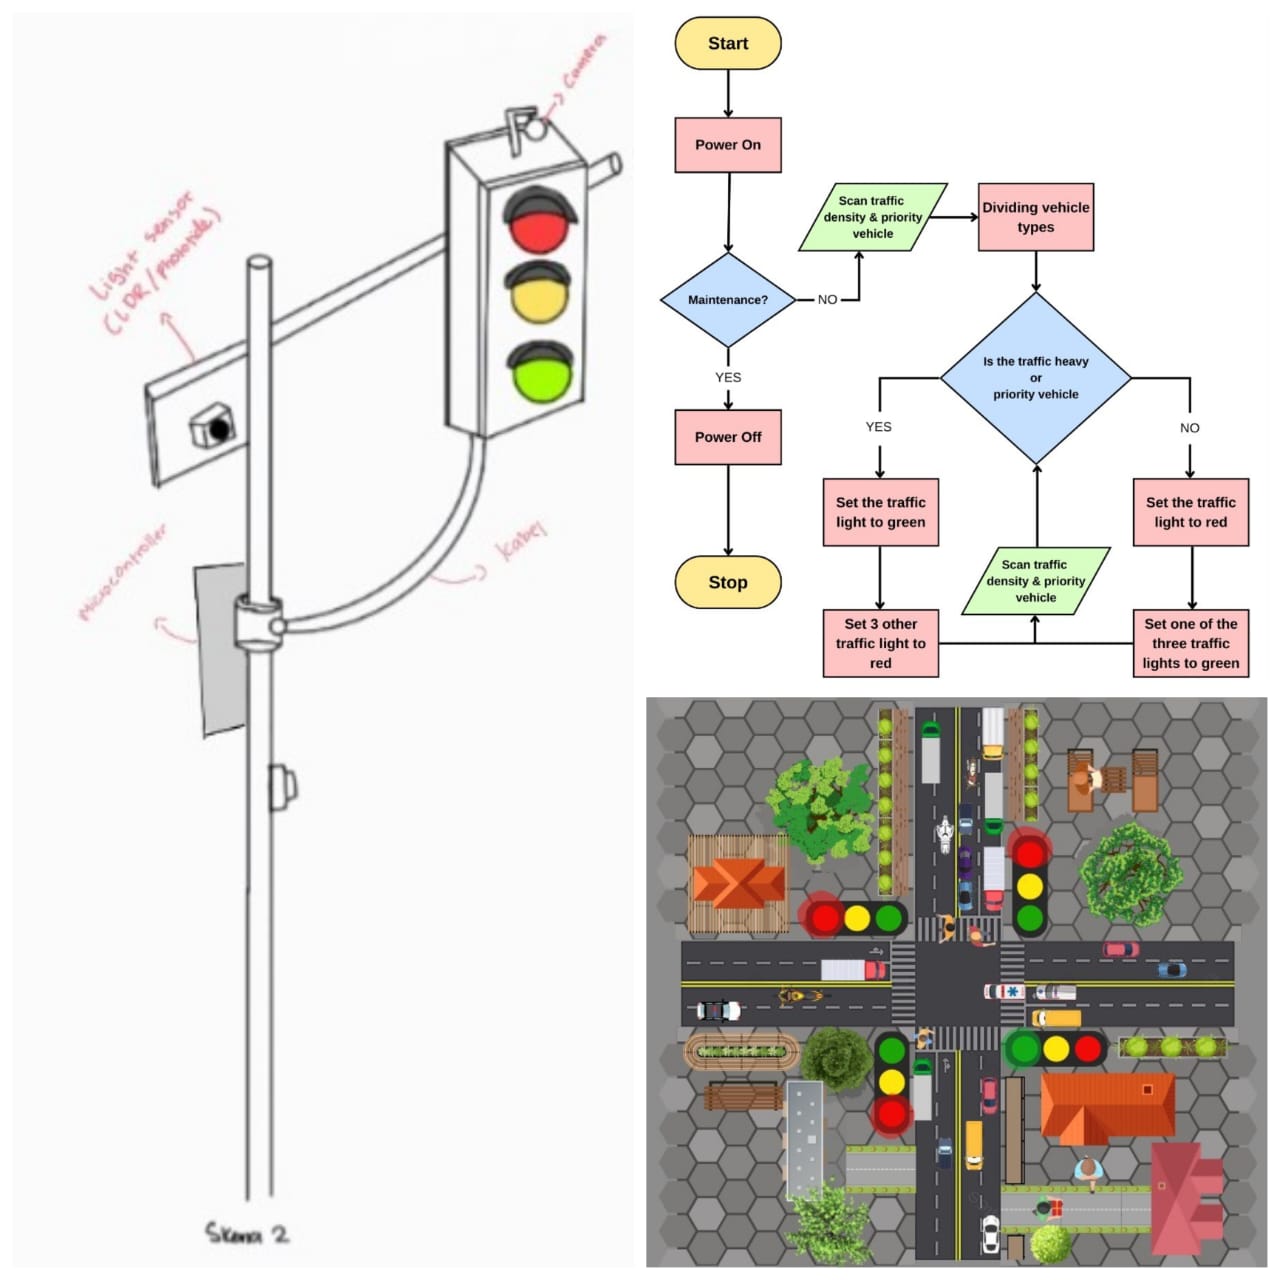 Camera
Light sensor
(LDR/photodiode)
Microcontroller
kabel
Skema 2
Start
Power On
Maintenance?
NO
YES
Power Off
Stop
Scan traffic
density & priority
vehicle
Dividing vehicle
types
Is the traffic heavy
or
priority vehicle
YES
NO
Set the traffic
light to green
Set the traffic
light to red
Scan traffic
density & priority
vehicle
Set 3 other
traffic light to
red
Set one of the
three traffic
lights to green